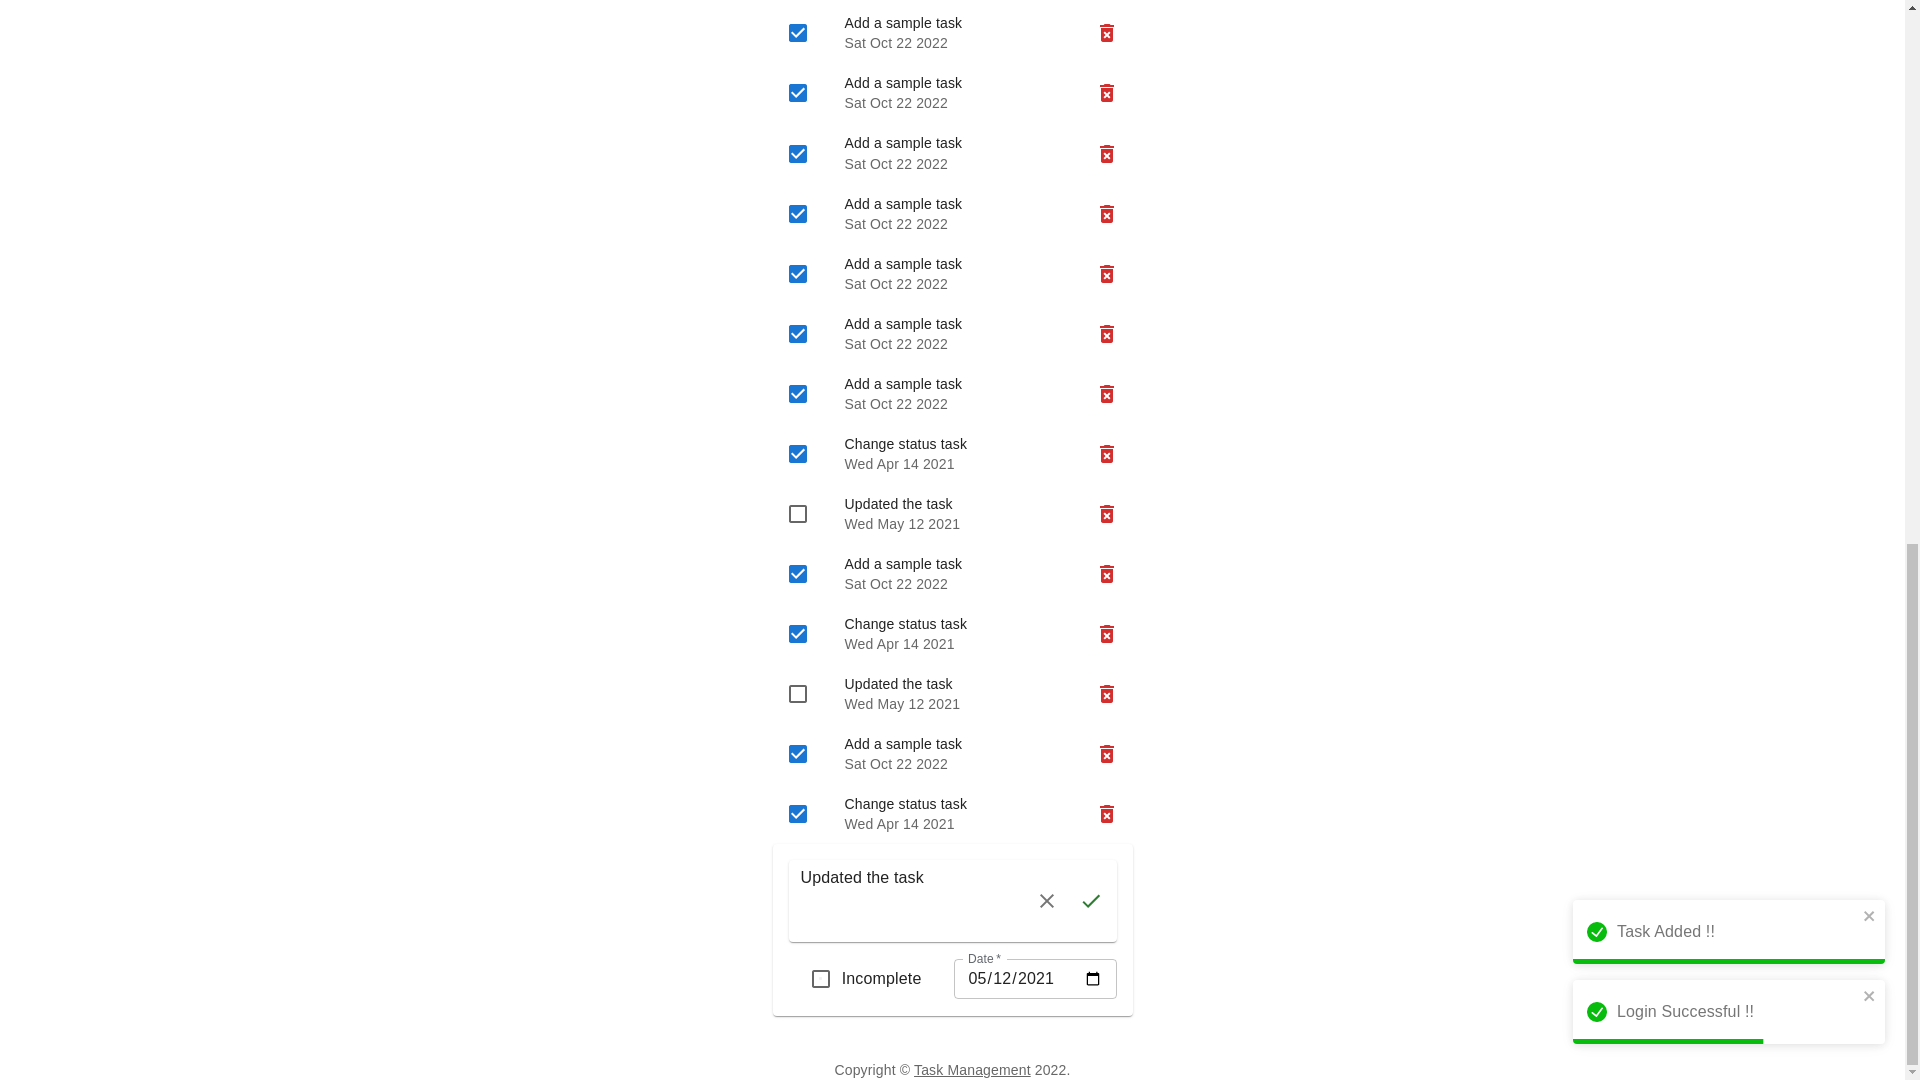 Add a sample task
Sat Oct 22 2022
Add a sample task
Sat Oct 22 2022
Add a sample task
Sat Oct 22 2022
Add a sample task
Sat Oct 22 2022
Add a sample task
Sat Oct 22 2022
Add a sample task
Sat Oct 22 2022
Add a sample task
Sat Oct 22 2022
Change status task
Wed Apr 14 2021
Updated the task
Wed May 12 2021
Add a sample task
Sat Oct 22 2022
Change status task
Wed Apr 14 2021
Updated the task
Wed May 12 2021
Add a sample task
Sat Oct 22 2022
Change status task
Wed Apr 14 2021
Updated the task
Incomplete
Date *
05/12/2021
Task Added !!
Login Successful !!
Copyright © Task Management 2022.